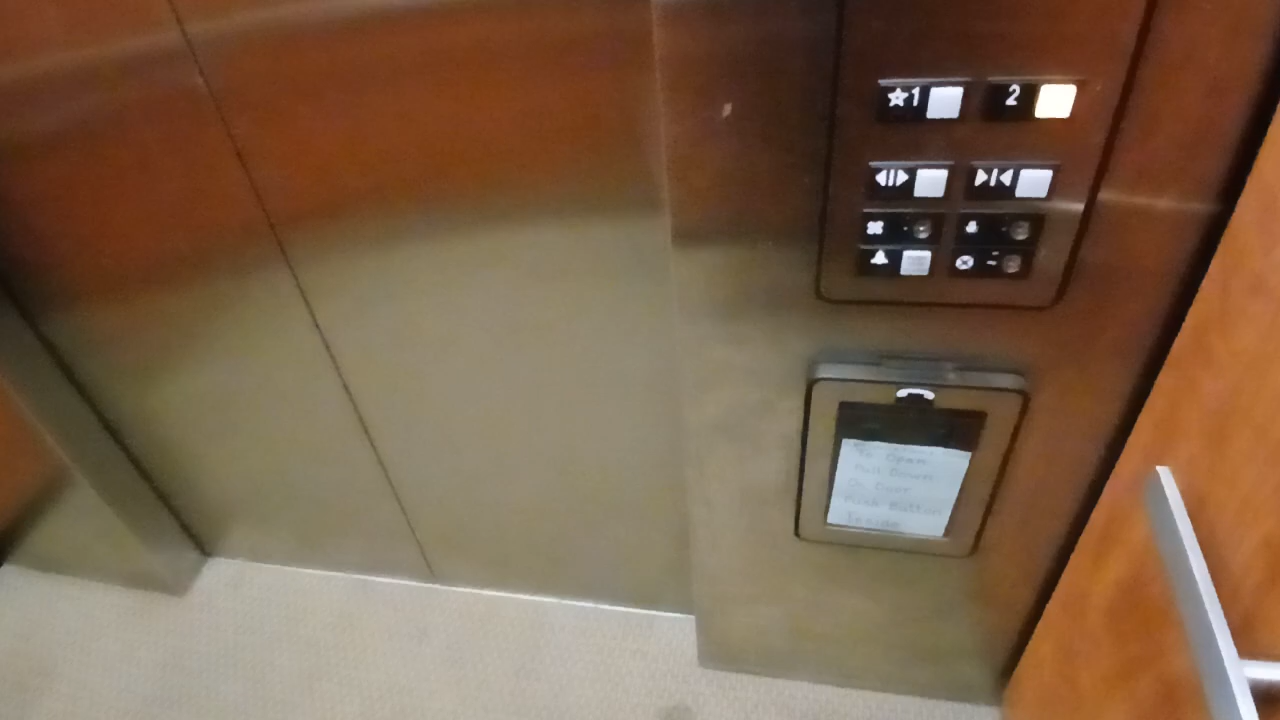 ☆1 2
To Open
Pull Down
On Door
Push Button
Inside